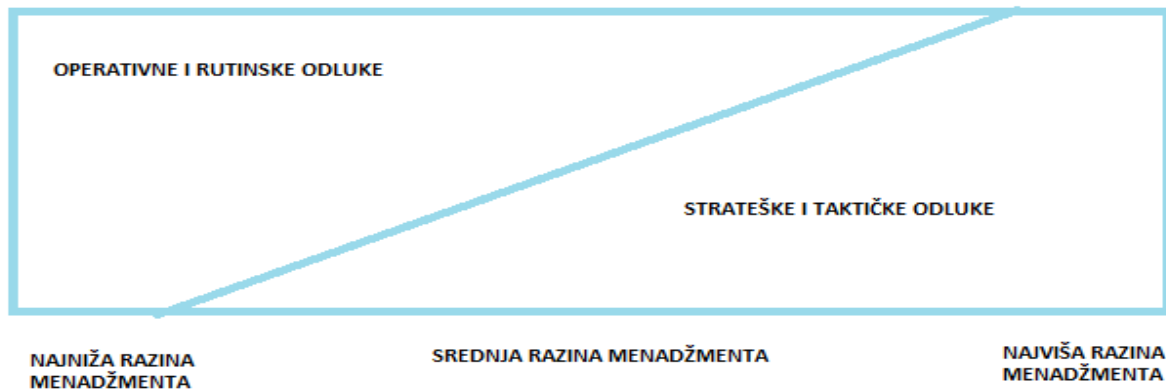 OPERATIVNE I RUTINSKE ODLUKE
STRATEŠKE I TAKTIČKE ODLUKE
NAJNIŽA RAZINA
MENADŽMENTA
SREDNJA RAZINA MENADŽMENTA
NAJVIŠA RAZINA
MENADŽMENTA